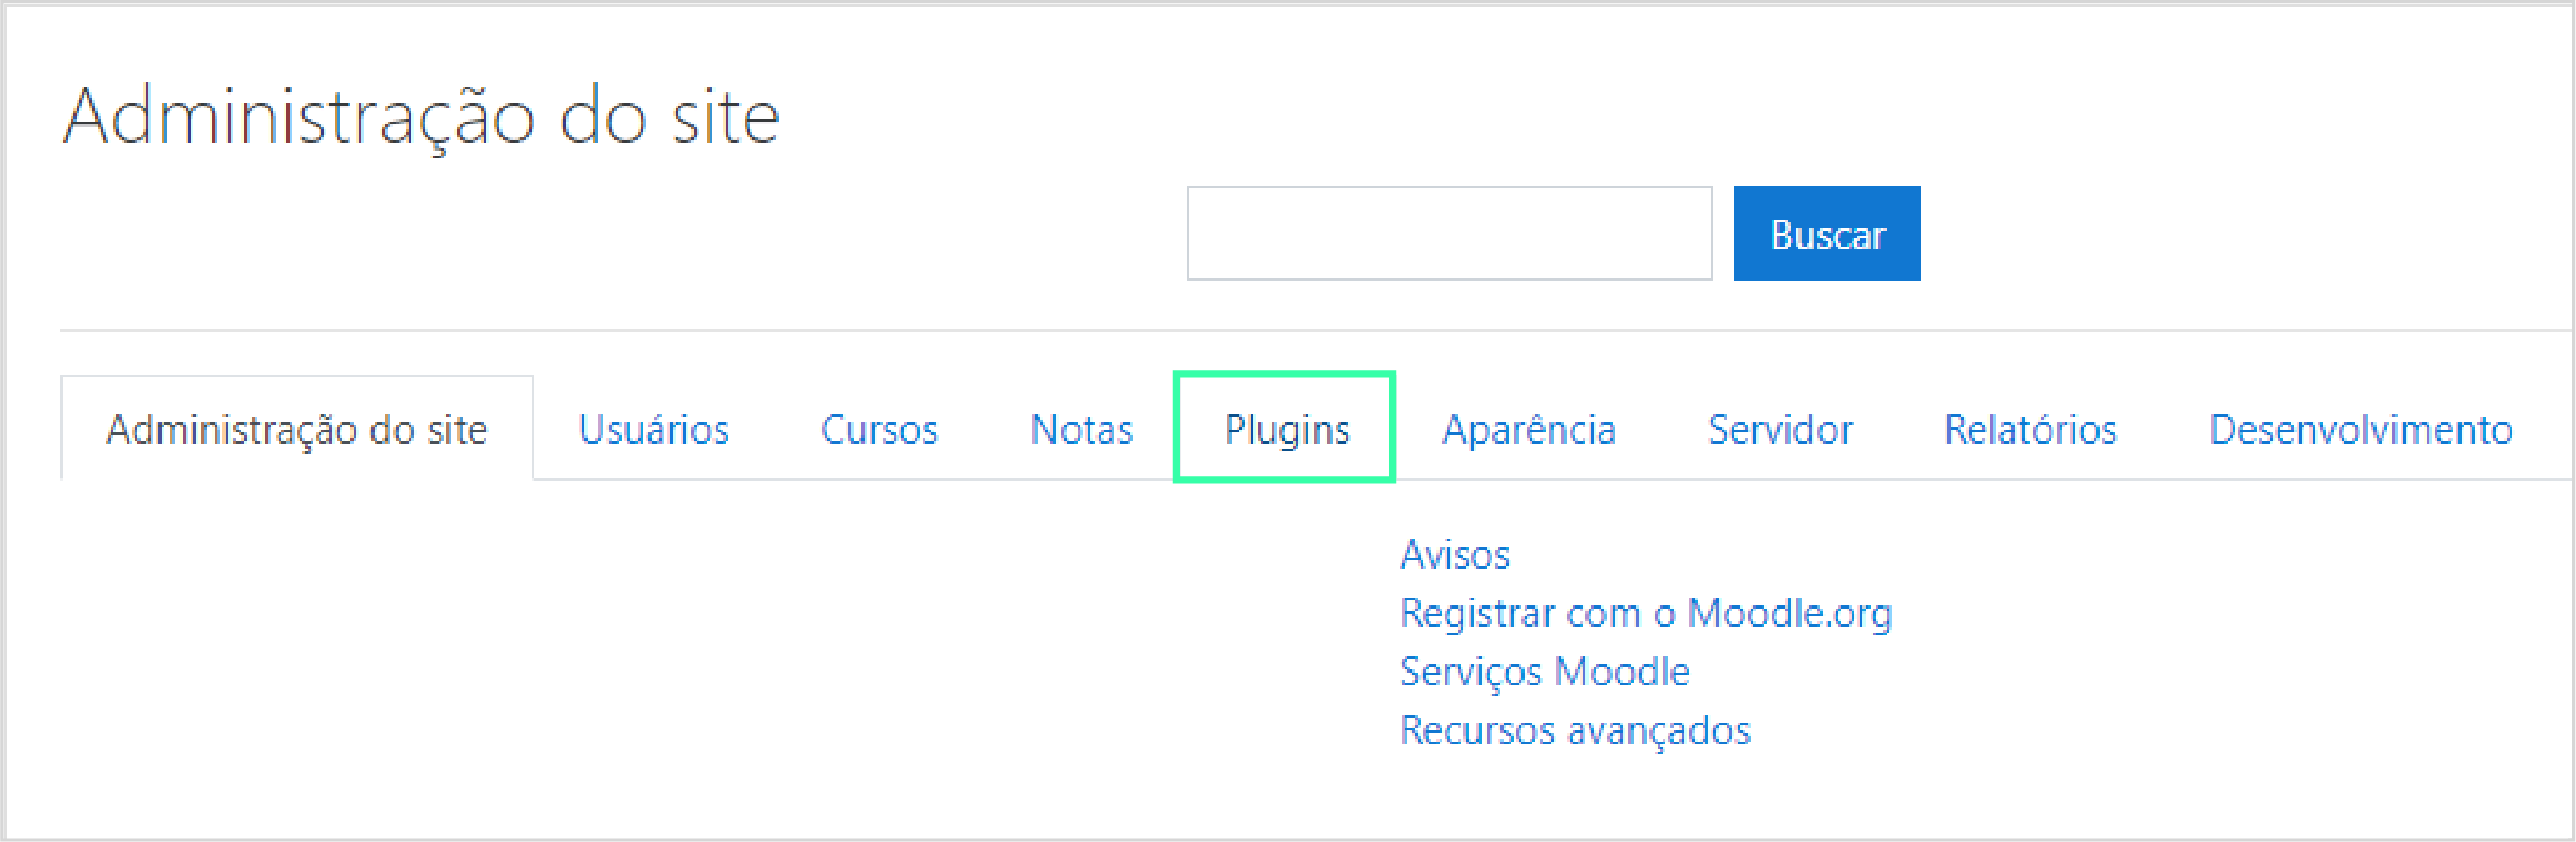 Administração do site
Buscar
Administração do site Usuários Cursos Notas Plugins Aparência Servidor Relatórios Desenvolvimento
Avisos
Registrar com o Moodle.org
Serviços Moodle
Recursos avançados